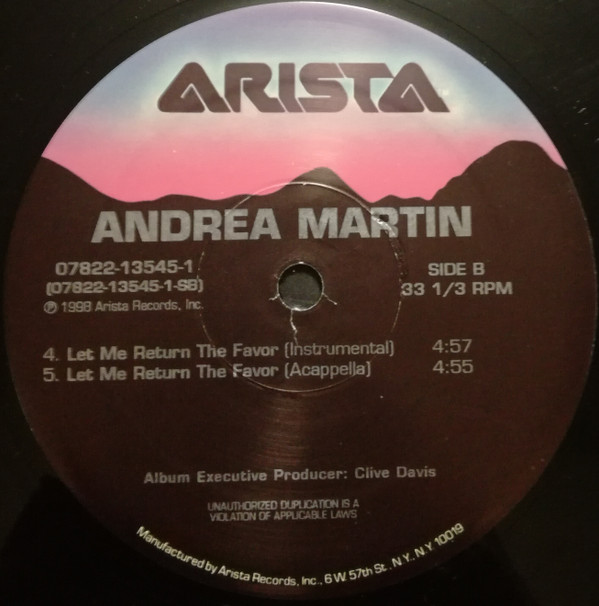 ARISTA
ANDREA MARTIN
07822-13545-1
(07822-13545-1-SB)
℗ 1998 Arista Records, Inc.
SIDE B
33 1/3 RPM
4. Let Me Return The Favor (Instrumental) 4:57
5. Let Me Return The Favor (Acappella) 4:55
Album Executive Producer: Clive Davis
UNAUTHORIZED DUPLICATION IS A
VIOLATION OF APPLICABLE LAWS
Manufactured by Arista Records, Inc., 6 W. 57th St., N.Y., N.Y. 10019